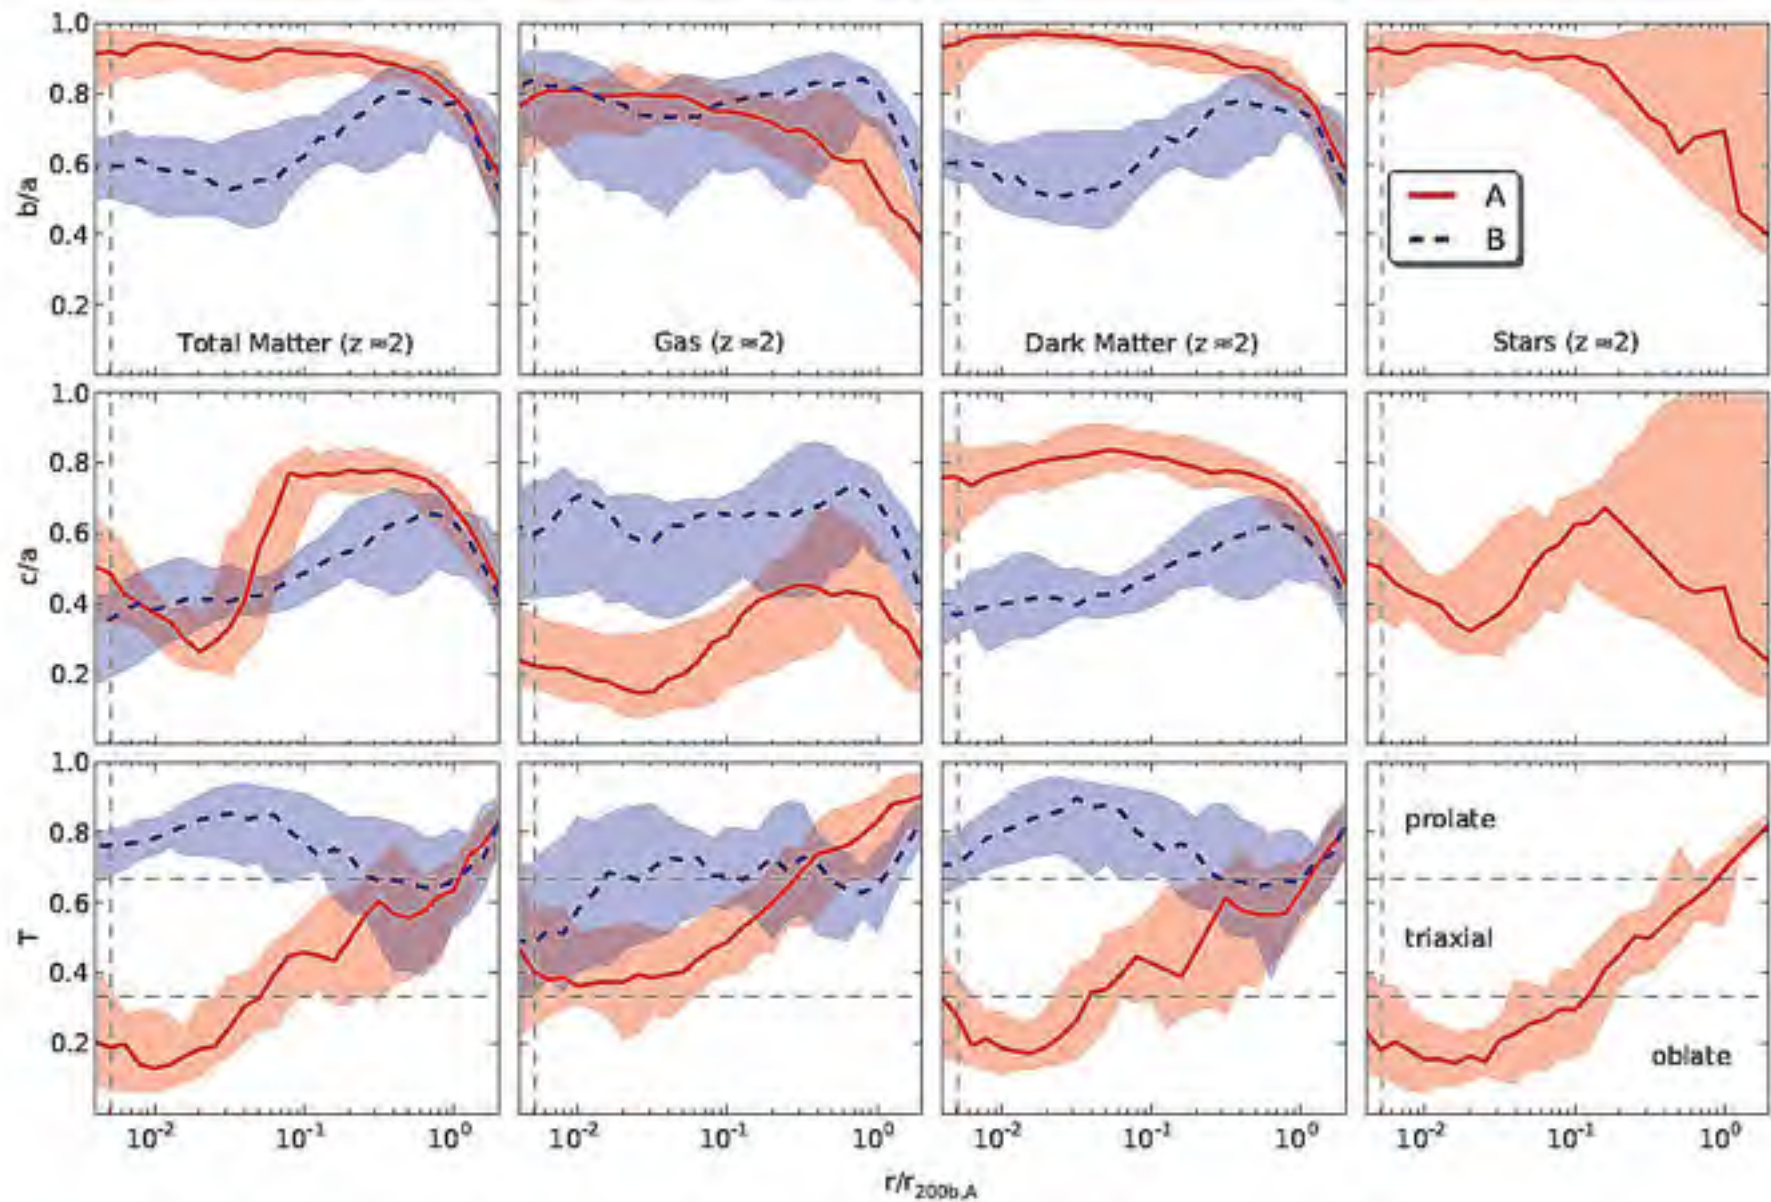 1.0
0.8
0.6
0.4
0.2
b/a
Total Matter (z ≈2)
Gas (z ≈2)
Dark Matter (z ≈2)
Stars (z ≈2)
A
B
1.0
0.8
0.6
0.4
0.2
c/a
1.0
0.8
0.6
0.4
0.2
T
prolate
triaxial
oblate
10⁻² 10⁻¹ 10⁰ 10⁻² 10⁻¹ 10⁰ 10⁻² 10⁻¹ 10⁰ 10⁻² 10⁻¹ 10⁰
r/r₂₀₀b,A